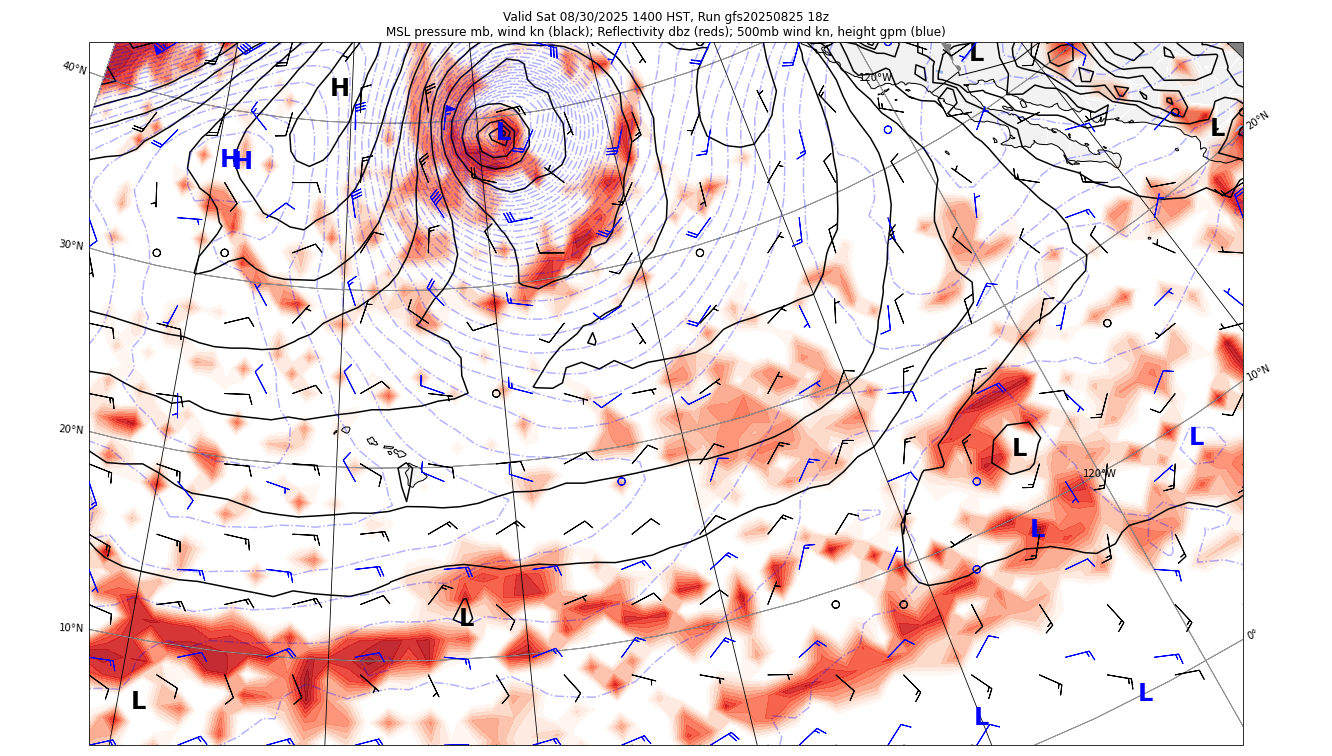 Valid Sat 08/30/2025 1400 HST, Run gfs20250825 18z
MSL pressure mb, wind kn (black); Reflectivity dbz (reds); 500mb wind kn, height gpm (blue)
L
40°N
120°W
H
L
20°N
L
H H
30°N
10°N
20°N
L
L
120°W
L
10°N
L
0°
L
L
L